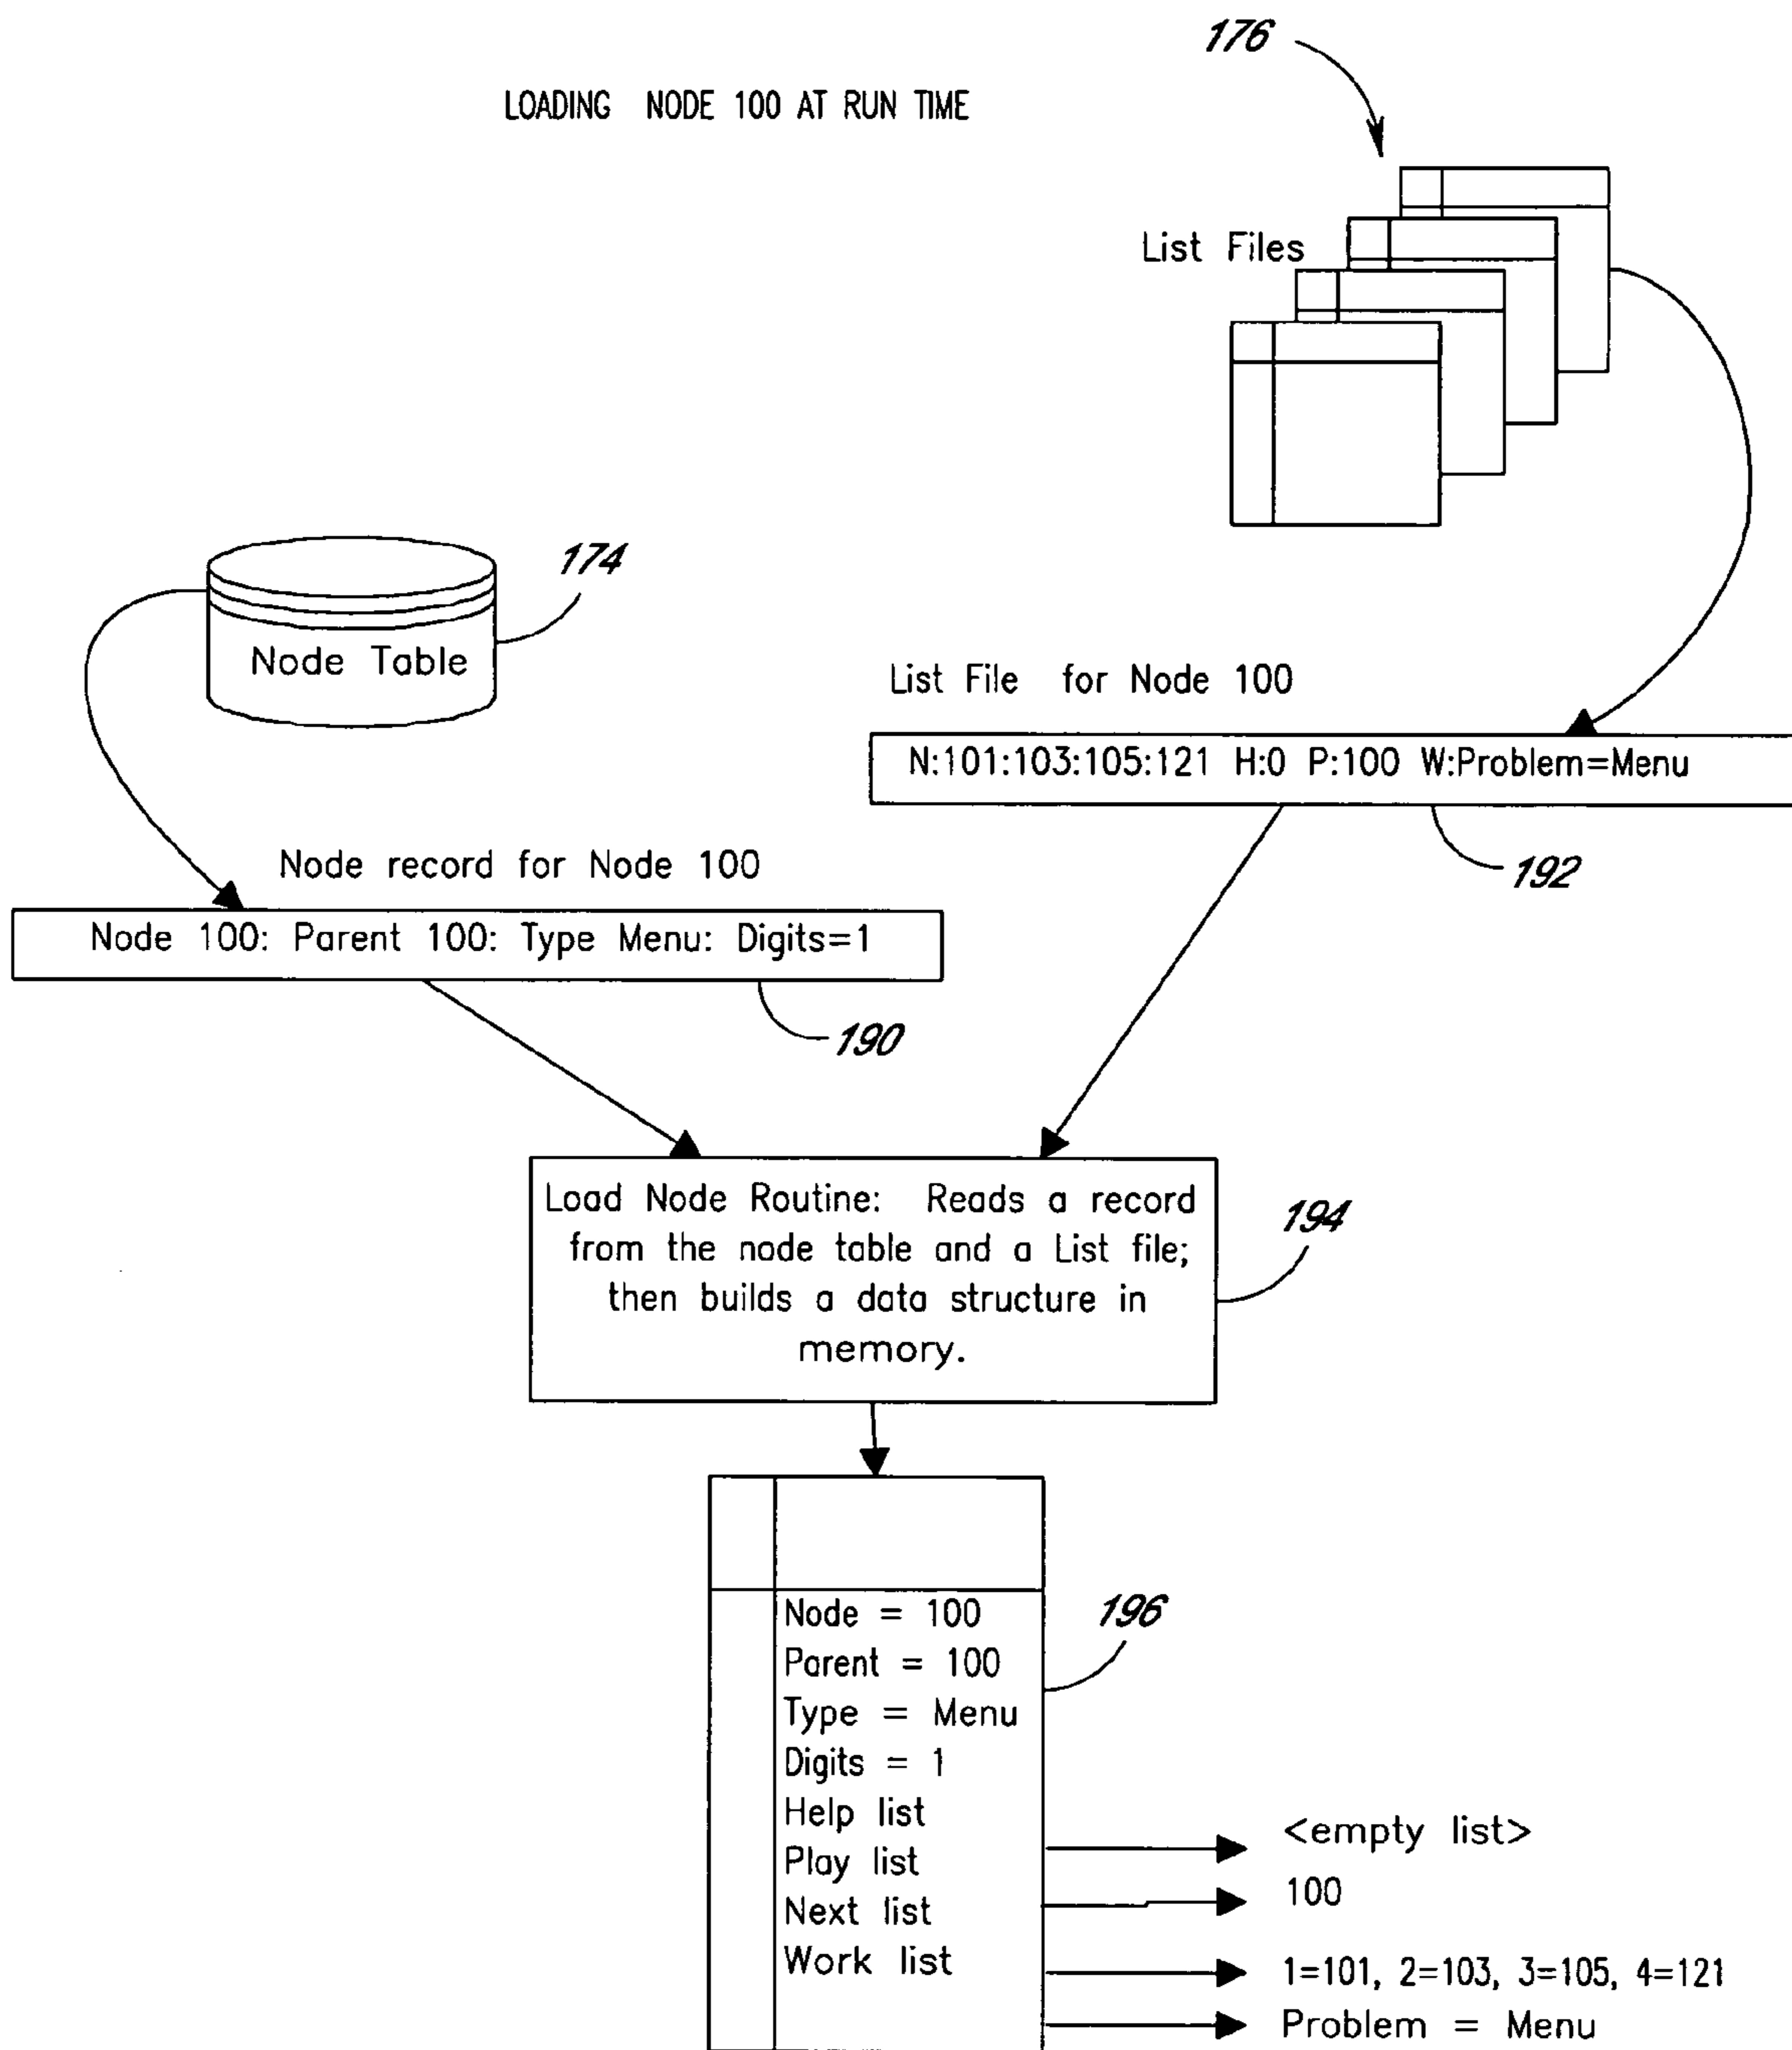 176
LOADING NODE 100 AT RUN TIME
List Files
174
Node Table
List File for Node 100
N:101:103:105:121 H:0 P:100 W:Problem=Menu
192
Node record for Node 100
Node 100: Parent 100: Type Menu: Digits=1
190
Load Node Routine: Reads a record
from the node table and a List file;
then builds a data structure in
memory.
194
Node = 100
Parent = 100
Type = Menu
Digits = 1
Help list
Play list
Next list
Work list
196
<empty list>
100
1=101, 2=103, 3=105, 4=121
Problem = Menu